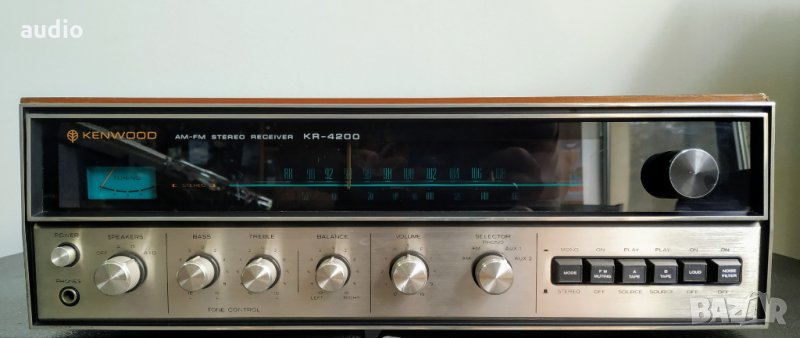 audio
KENWOOD AM-FM STEREO RECEIVER KR-4200
TUNING
STEREO
88 90 92 98 100 102 104 106 108
POWER SPEAKERS BASS TREBLE BALANCE VOLUME SELECTOR
PHONO
OFF A B A+B
FM AUX 1
AM AUX 2
MONO ON PLAY PLAY ON ON
MODE FM MUTING A TAPE B TAPE LOUD NOISE FILTER
STEREO OFF SOURCE SOURCE OFF OFF
PHONES
LEFT RIGHT
TONE CONTROL
BAZAR